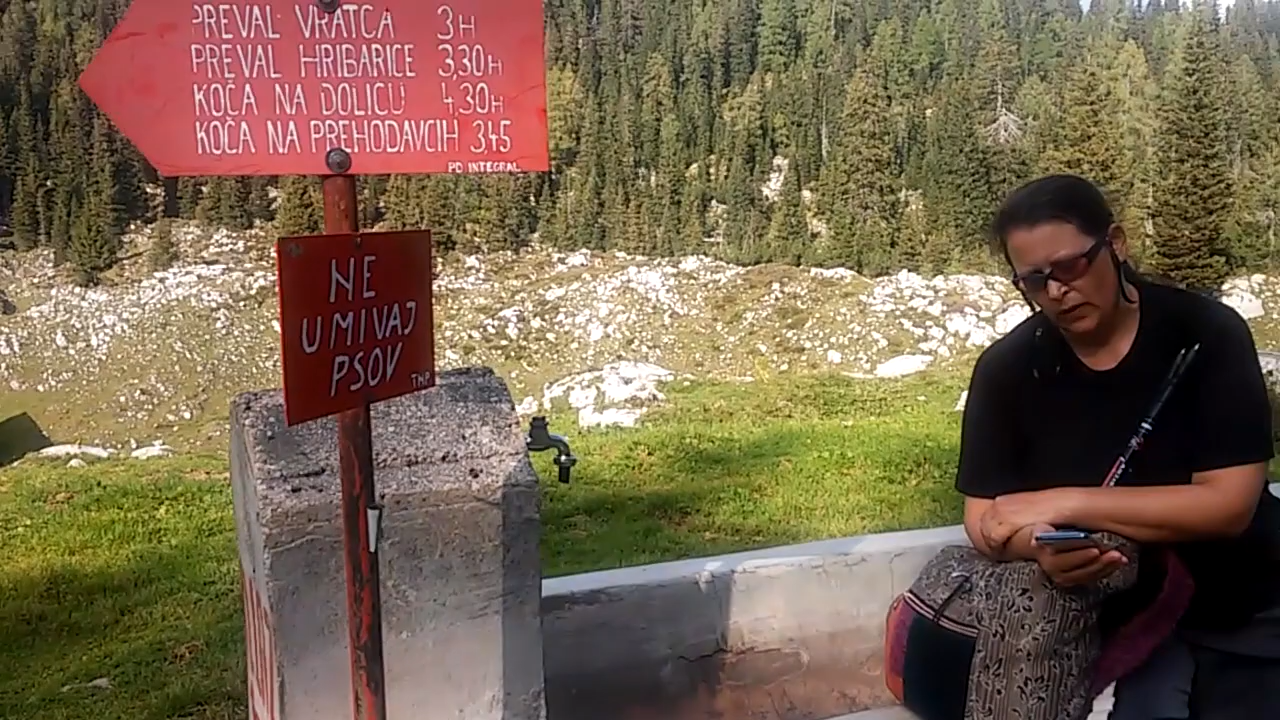 PREVAL VRATCA 3H
PREVAL HRIBARICE 3,30H
KOČA NA DOLICU 4,30H
KOČA NA PREHODAVCIH 3,45
PD INTEGRAL
NE
UMIVAJ
PSOV
TNP